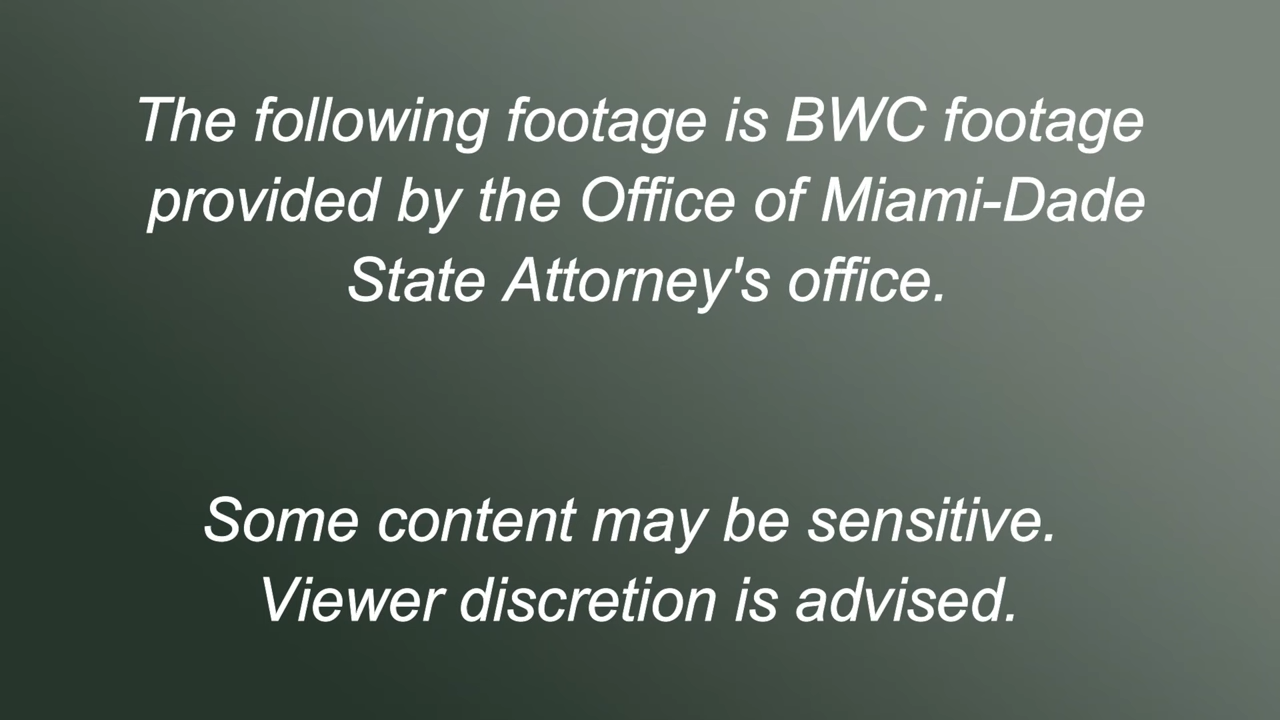 The following footage is BWC footage
provided by the Office of Miami-Dade
State Attorney's office.
Some content may be sensitive.
Viewer discretion is advised.